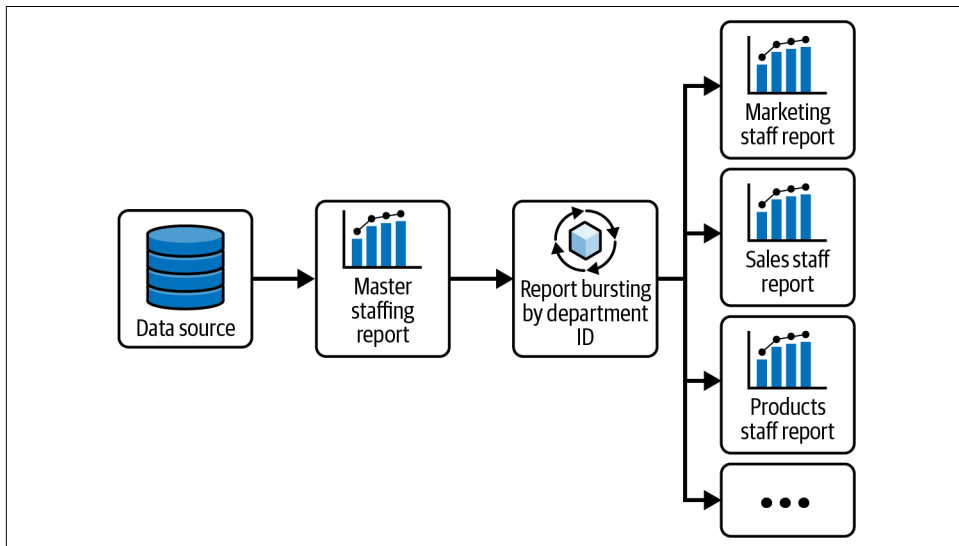 Data source
Master
staffing
report
Report bursting
by department
ID
Marketing
staff report
Sales staff
report
Products
staff report
•••